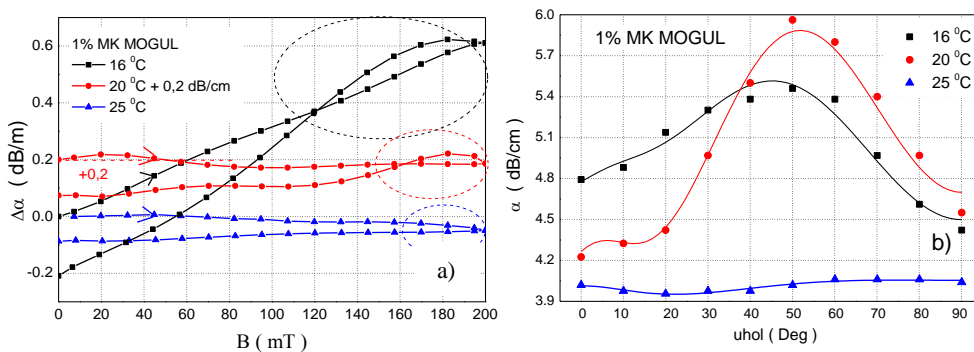 1% MK MOGUL
16 ⁰C
20 ⁰C + 0,2 dB/cm
25 ⁰C
+0,2
a)
Δα ( dB/m )
0.6
0.4
0.2
0.0
-0.2
0 20 40 60 80 100 120 140 160 180 200
B ( mT )
1% MK MOGUL
16 ⁰C
20 ⁰C
25 ⁰C
b)
α ( dB/cm )
6.0
5.7
5.4
5.1
4.8
4.5
4.2
3.9
0 10 20 30 40 50 60 70 80 90
uhol ( Deg )